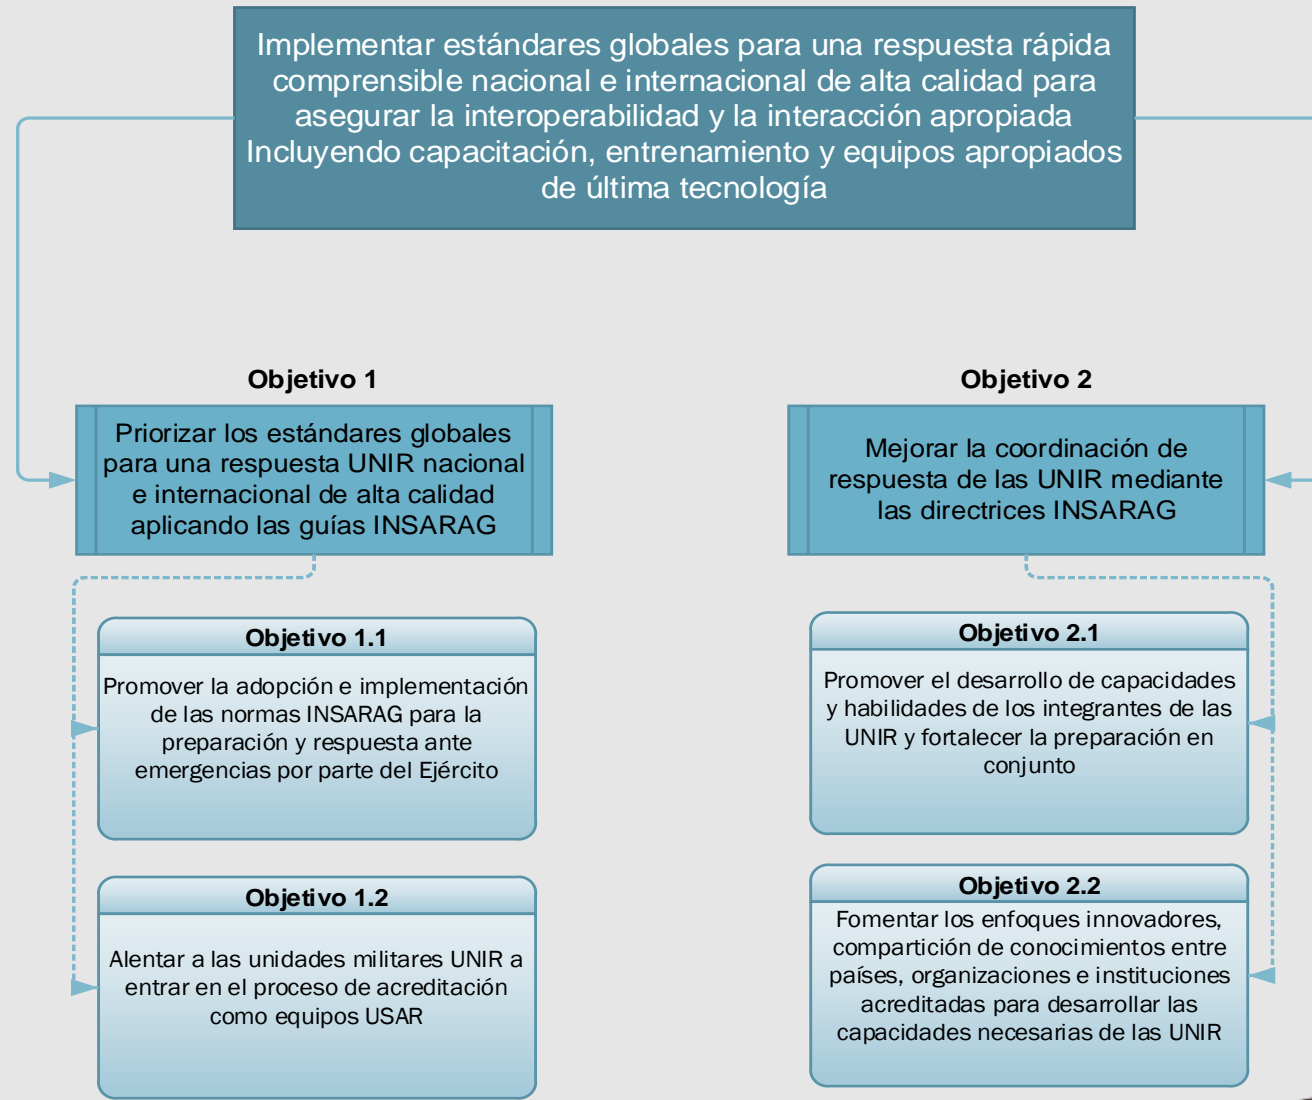 Implementar estándares globales para una respuesta rápida
comprensible nacional e internacional de alta calidad para
asegurar la interoperabilidad y la interacción apropiada
Incluyendo capacitación, entrenamiento y equipos apropiados
de última tecnología
Objetivo 1
Priorizar los estándares globales
para una respuesta UNIR nacional
e internacional de alta calidad
aplicando las guías INSARAG
Objetivo 1.1
Promover la adopción e implementación
de las normas INSARAG para la
preparación y respuesta ante
emergencias por parte del Ejército
Objetivo 1.2
Alentar a las unidades militares UNIR a
entrar en el proceso de acreditación
como equipos USAR
Objetivo 2
Mejorar la coordinación de
respuesta de las UNIR mediante
las directrices INSARAG
Objetivo 2.1
Promover el desarrollo de capacidades
y habilidades de los integrantes de las
UNIR y fortalecer la preparación en
conjunto
Objetivo 2.2
Fomentar los enfoques innovadores,
compartición de conocimientos entre
países, organizaciones e instituciones
acreditadas para desarrollar las
capacidades necesarias de las UNIR